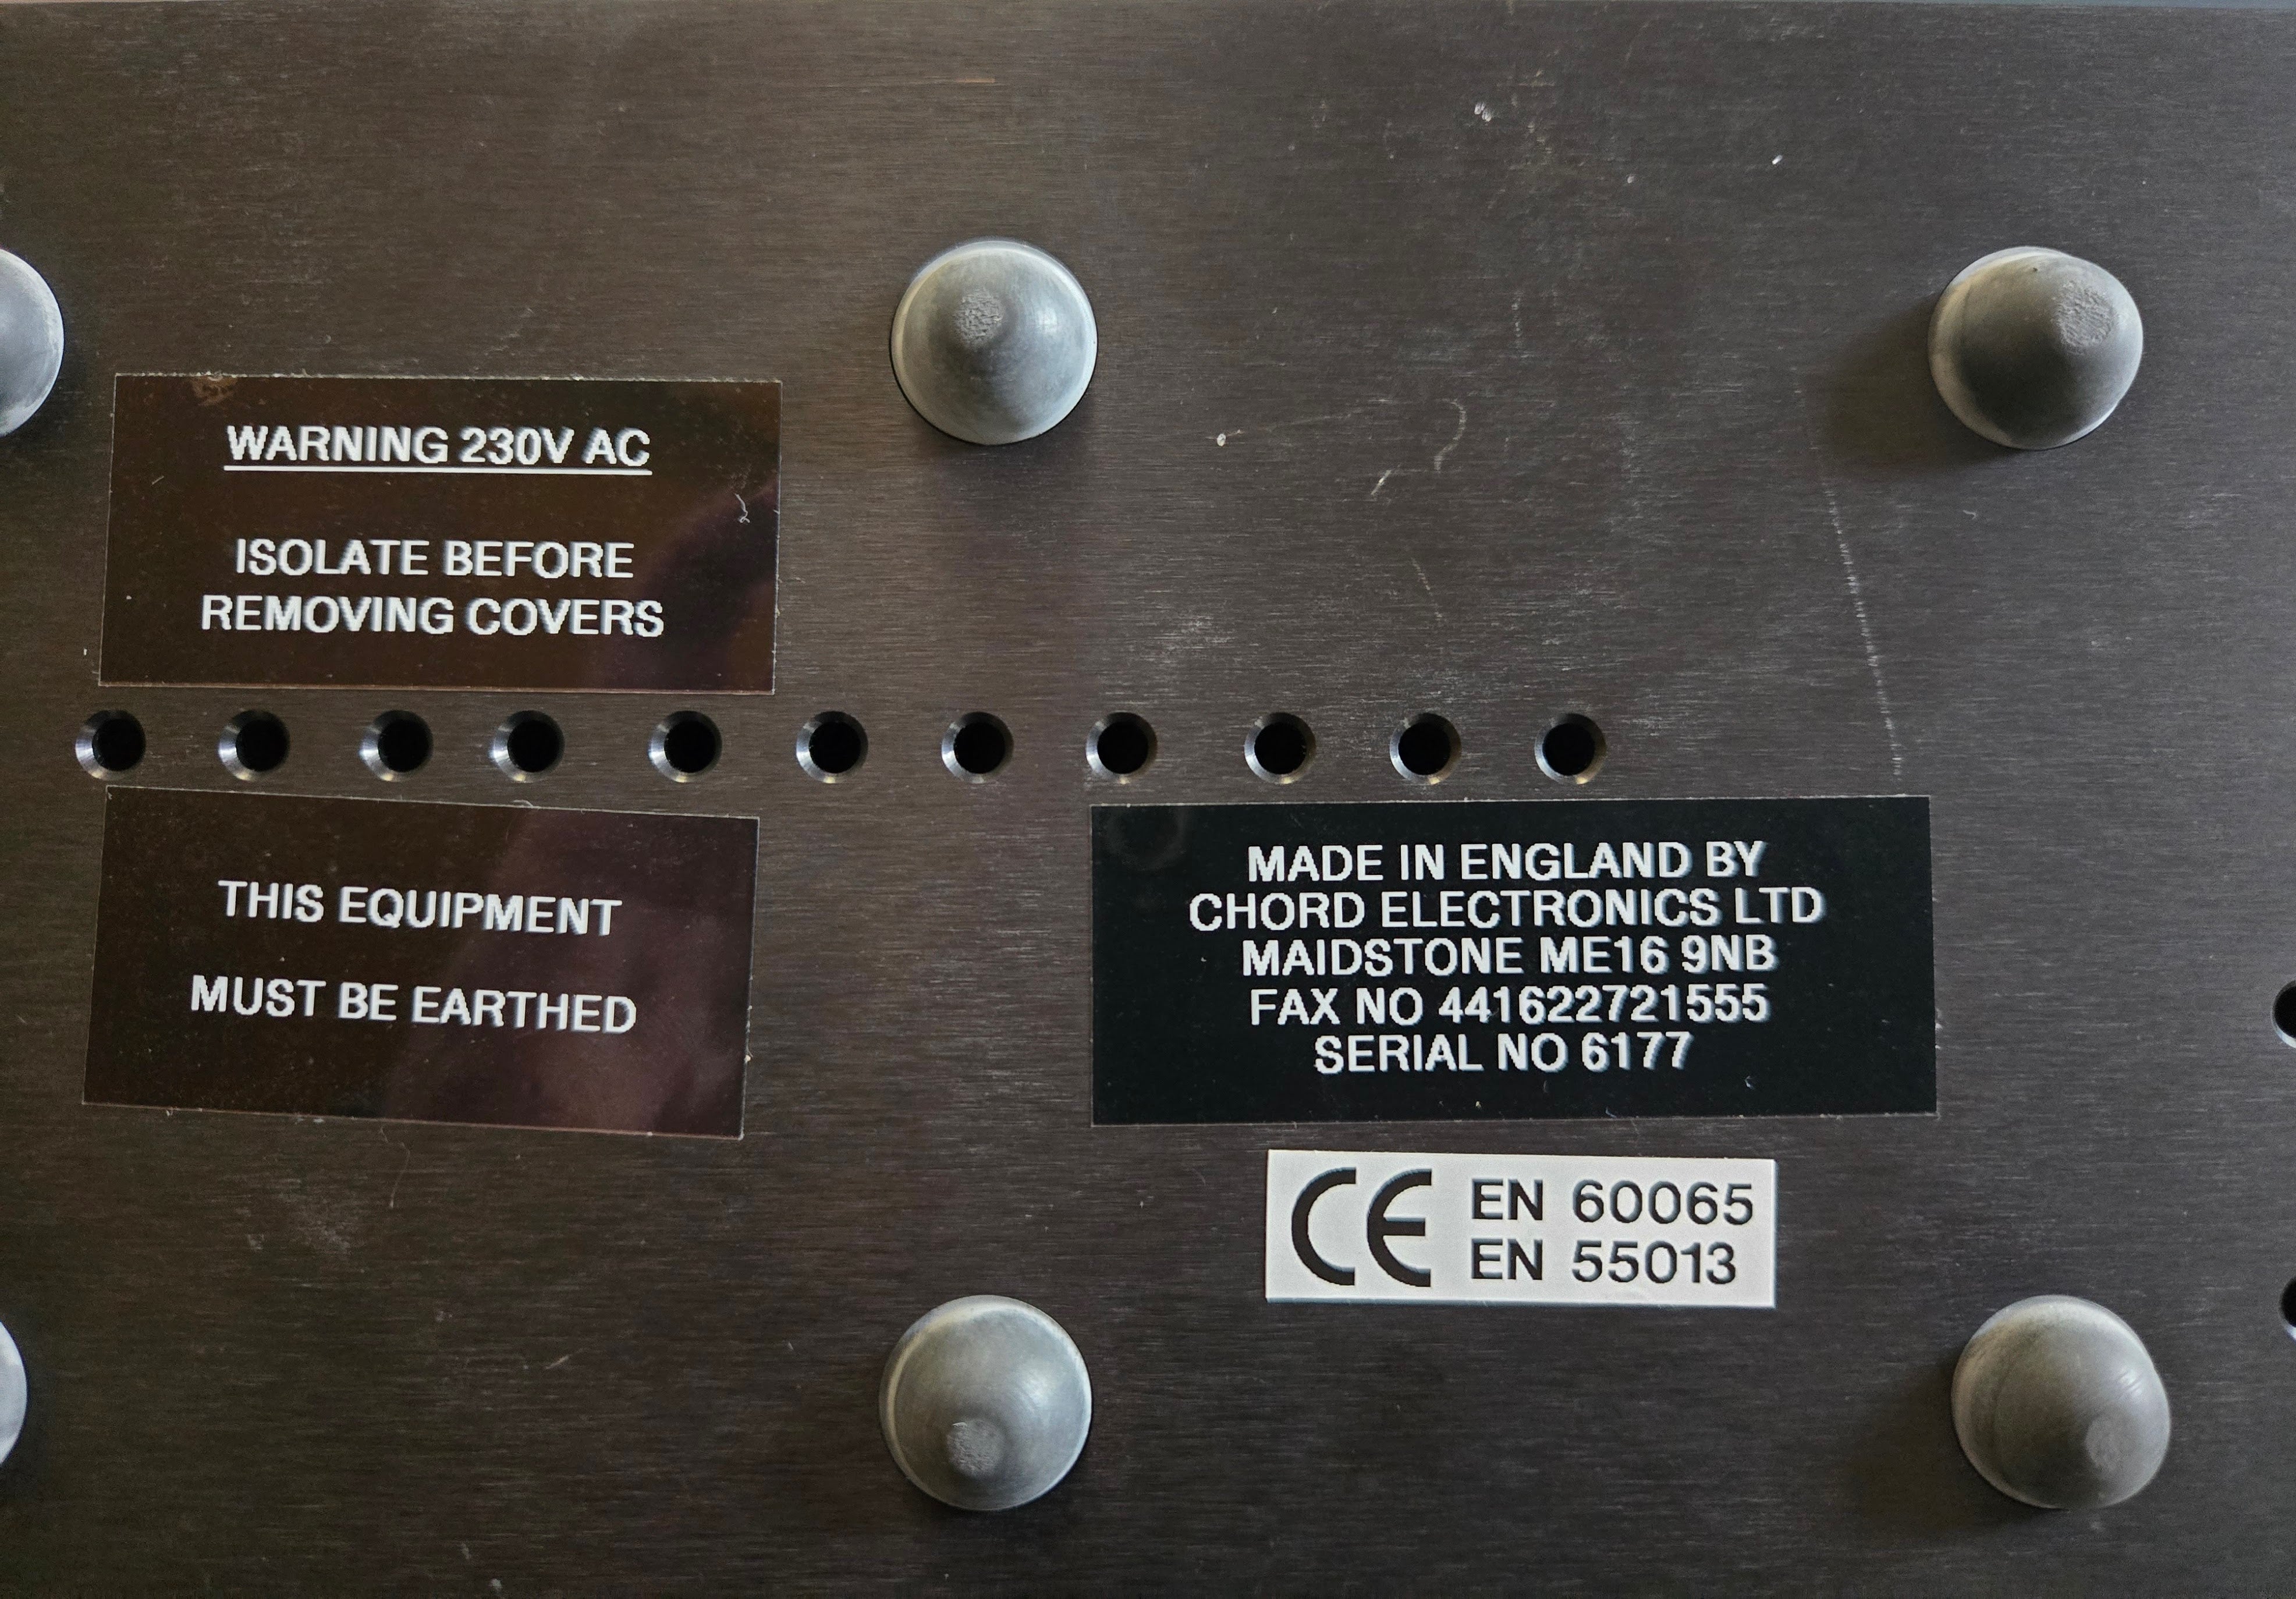 WARNING 230V AC
ISOLATE BEFORE
REMOVING COVERS
THIS EQUIPMENT
MUST BE EARTHED
MADE IN ENGLAND BY
CHORD ELECTRONICS LTD
MAIDSTONE ME16 9NB
FAX NO 441622721555
SERIAL NO 6177
CE EN 60065
EN 55013